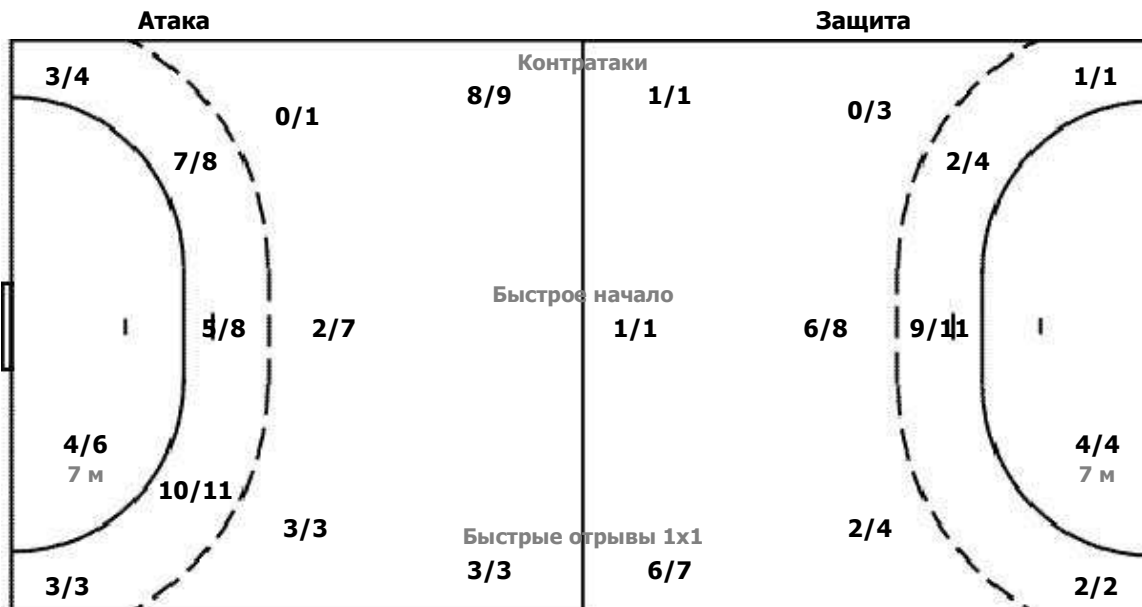 Атака Защита
Контратаки
3/4 8/9 1/1 1/1
0/1 0/3
7/8 2/4
Быстрое начало
5/8 2/7 1/1 6/8 9/11
4/6 4/4
7 м 7 м
10/11
3/3 Быстрые отрывы 1x1 2/4
3/3 3/3 6/7 2/2